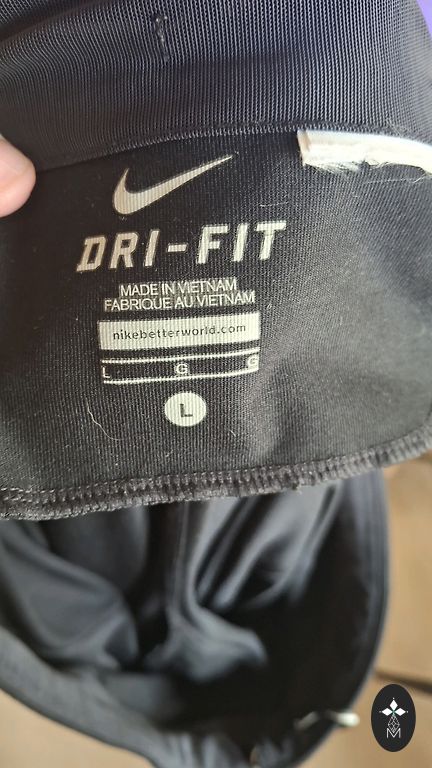 DRI-FIT
MADE IN VIETNAM
FABRIQUE AU VIETNAM
nikebetterworld.com
L G G
L
M